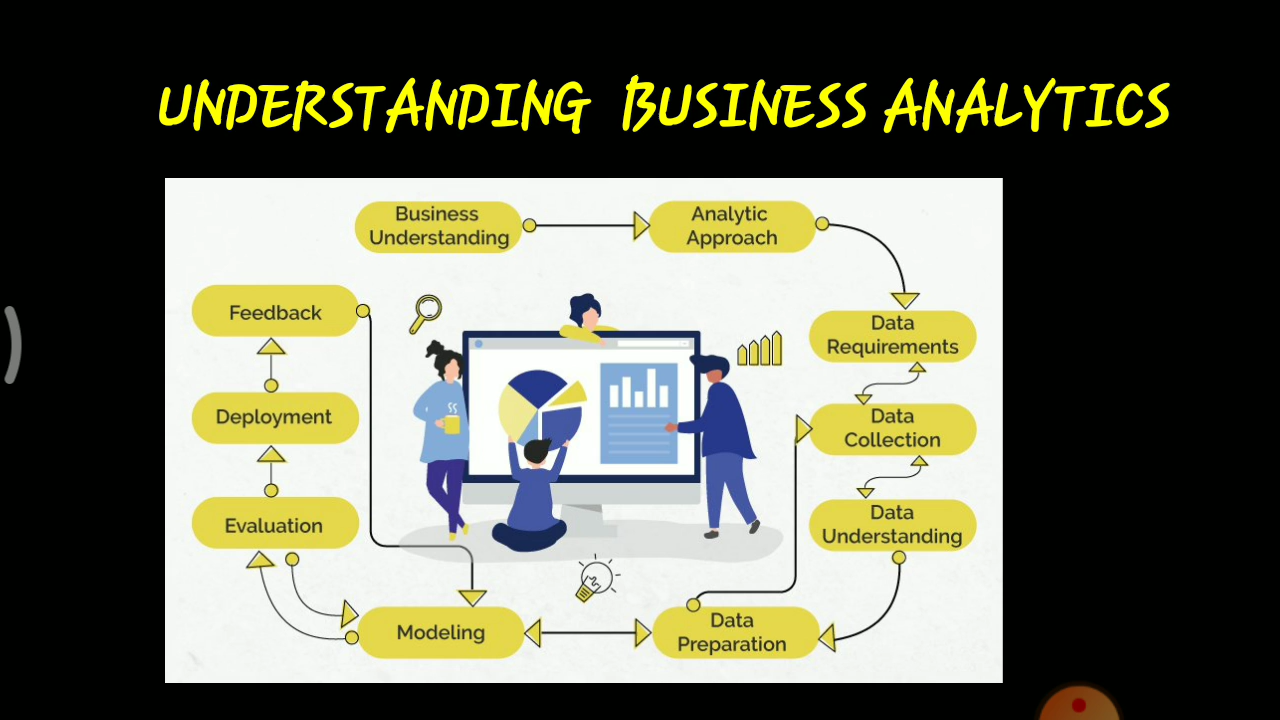 UNDERSTANDING BUSINESS ANALYTICS
Business
Understanding
Analytic
Approach
Data
Requirements
Data
Collection
Data
Understanding
Data
Preparation
Modeling
Evaluation
Deployment
Feedback